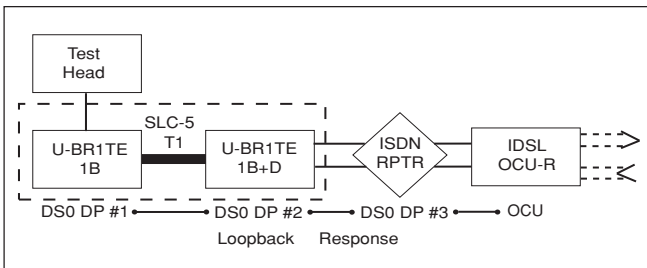 Test
Head
SLC-5
T1
U-BR1TE
1B
U-BR1TE
1B+D
ISDN
RPTR
IDSL
OCU-R
DS0 DP #1 DS0 DP #2 DS0 DP #3 OCU
Loopback Response